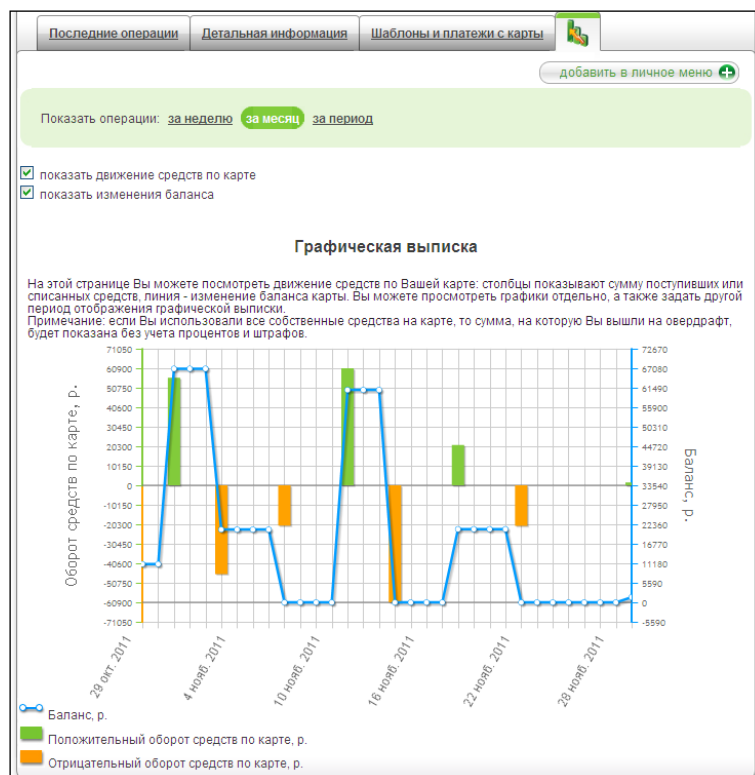 Последние операции
Детальная информация
Шаблоны и платежи с карты
добавить в личное меню
Показать операции: за неделю за месяц за период
показать движение средств по карте
показать изменения баланса
Графическая выписка
На этой странице Вы можете посмотреть движение средств по Вашей карте: столбцы показывают сумму поступивших или
списанных средств, линия - изменение баланса карты. Вы можете просмотреть графики отдельно, а также задать другой
период отображения графической выписки.
Примечание: если Вы использовали все собственные средства на карте, то сумма, на которую Вы вышли на овердрафт,
будет показана без учета процентов и штрафов.
Оборот средств по карте, р.
71050
60900
50750
40600
30450
20300
10150
0
-10150
-20300
-30450
-40600
-50750
-60900
-71050
72670
67080
61490
55900
50310
44720
39130
33540
27950
22360
16770
11180
5590
0
-5590
Баланс, р.
29 окт. 2011
4 нояб. 2011
10 нояб. 2011
16 нояб. 2011
22 нояб. 2011
28 нояб. 2011
Баланс, р.
Положительный оборот средств по карте, р.
Отрицательный оборот средств по карте, р.